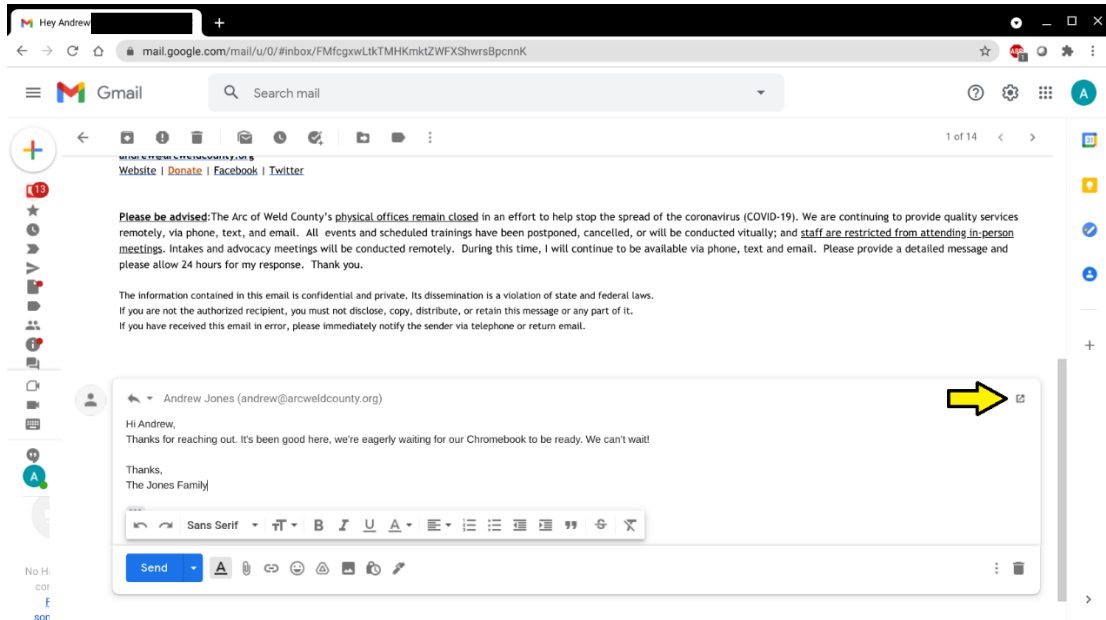 Hey Andrew
mail.google.com/mail/u/0/#inbox/FMfcgxwLtkTMHKmktZWFXShwrsBpcnnK
Gmail
Search mail
A
1 of 14
andrew@arcweldcounty.org
Website | Donate | Facebook | Twitter
13
Please be advised:The Arc of Weld County’s physical offices remain closed in an effort to help stop the spread of the coronavirus (COVID-19). We are continuing to provide quality services
remotely, via phone, text, and email. All events and scheduled trainings have been postponed, cancelled, or will be conducted vitually; and staff are restricted from attending in-person
meetings. Intakes and advocacy meetings will be conducted remotely. During this time, I will continue to be available via phone, text and email. Please provide a detailed message and
please allow 24 hours for my response. Thank you.
The information contained in this email is confidential and private. Its dissemination is a violation of state and federal laws.
If you are not the authorized recipient, you must not disclose, copy, distribute, or retain this message or any part of it.
If you have received this email in error, please immediately notify the sender via telephone or return email.
Andrew Jones (andrew@arcweldcounty.org)
Hi Andrew,
Thanks for reaching out. It's been good here, we're eagerly waiting for our Chromebook to be ready. We can't wait!
Thanks,
The Jones Family
A
Sans Serif
Send
No H